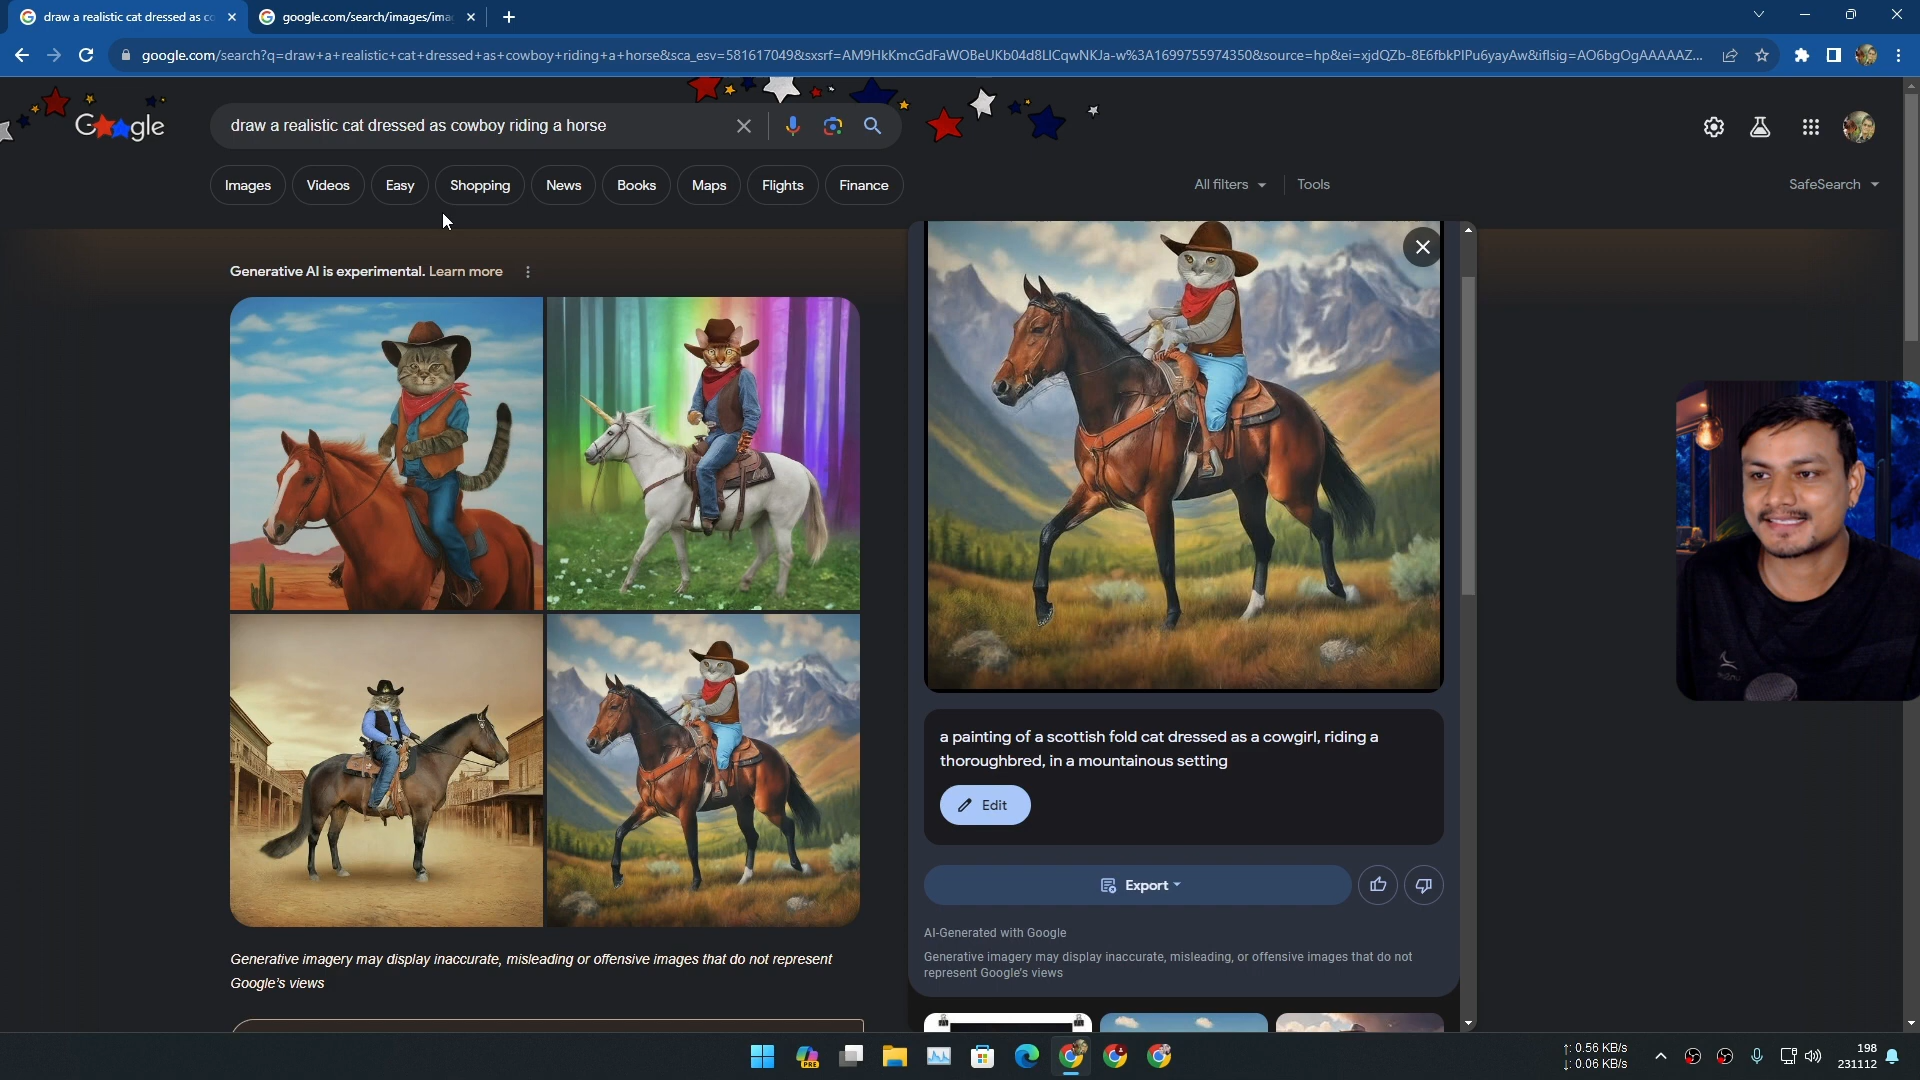 draw a realistic cat dressed as co
google.com/search/images/ima
google.com/search?q=draw+a+realistic+cat+dressed+as+cowboy+riding+a+horse&sca_esv=581617049&sxsrf=AM9HkKmcGdFaWOBeUKb04d8LlCqwNKJa-w%3A1699755974350&source=hp&ei=xjdQZb-8E6fbkPIPu6yayAw&iflsig=AO6bgOgAAAAAZ...
Google
draw a realistic cat dressed as cowboy riding a horse
Images
Videos
Easy
Shopping
News
Books
Maps
Flights
Finance
All filters
Tools
SafeSearch
Generative AI is experimental. Learn more
a painting of a scottish fold cat dressed as a cowgirl, riding a
thoroughbred, in a mountainous setting
Edit
Export
AI-Generated with Google
Generative imagery may display inaccurate, misleading, or offensive images that do not
represent Google's views
Generative imagery may display inaccurate, misleading or offensive images that do not represent
Google's views
PRE
↑: 0.56 KB/s
↓: 0.06 KB/s
198
231112